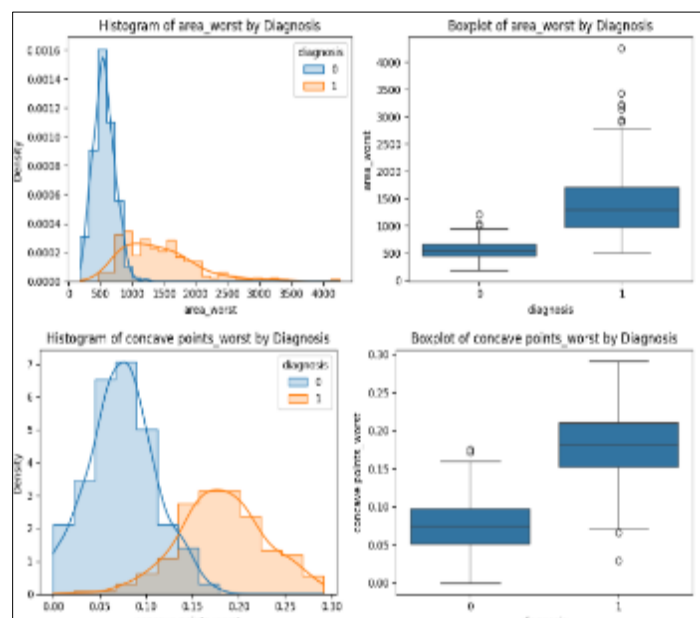 Histogram of area_worst by Diagnosis
diagnosis
0
1
0.0016
0.0014
0.0012
0.0010
0.0008
0.0006
0.0004
0.0002
0.0000
Density
0 500 1000 1500 2000 2500 3000 3500 4000
area_worst
Boxplot of area_worst by Diagnosis
4000
3500
3000
2500
2000
1500
1000
500
0
area_worst
0 1
diagnosis
Histogram of concave points_worst by Diagnosis
diagnosis
0
1
7
6
5
4
3
2
1
0
Density
0.00 0.05 0.10 0.15 0.20 0.25 0.30
Boxplot of concave points_worst by Diagnosis
0.30
0.25
0.20
0.15
0.10
0.05
0.00
concave points_worst
0 1